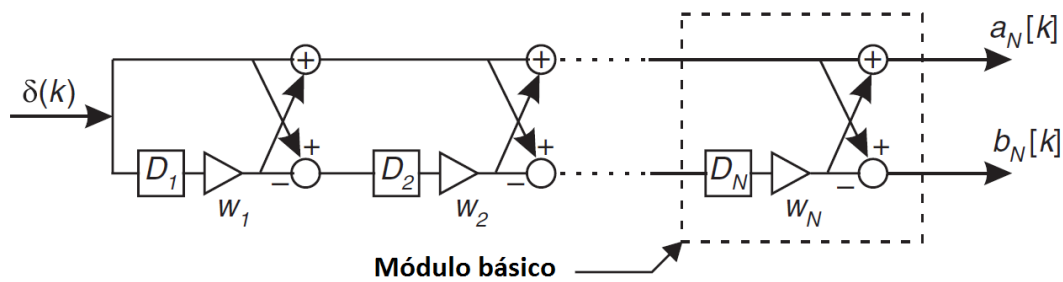 a_N[k]
+ + +
δ(k)
+ + +
b_N[k]
D_1 − D_2 − D_N −
w_1 w_2 w_N
Módulo básico